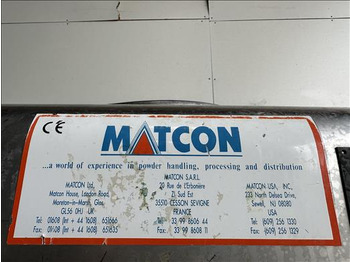 CE
MATCON
...a world of experience in powder handling, processing and distribution
MATCON Ltd.
Matcon House, London Road,
Moreton-in-Marsh, Glos.
GL56 0HJ UK
Tel: 01608 (Int + 44 1608) 651666
Fax: 01608 (Int + 44 1608) 651635
MATCON S.A.R.L.
20 Rue de
ZI. Sud Est
35510 CESSON SEVIGNE
FRANCE
Tel: 33 99 8606 44
Fax: 33 99 8608 11
MATCON USA, INC.,
233 North Delsea Drive,
Sewell, NJ 08080
USA
Tel: (609) 256 1330
Fax: (609) 256 1329